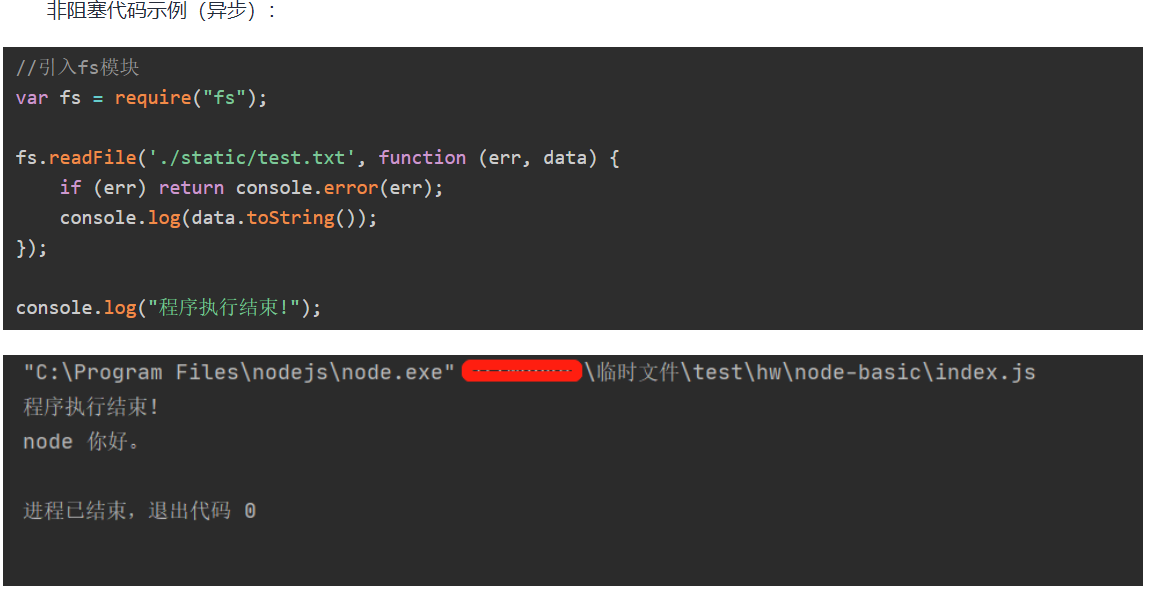 非阻塞代码示例（异步）：
//引入fs模块
var fs = require("fs");
fs.readFile('./static/test.txt', function (err, data) {
    if (err) return console.error(err);
    console.log(data.toString());
});
console.log("程序执行结束!");
"C:\Program Files\nodejs\node.exe" \临时文件\test\hw\node-basic\index.js
程序执行结束!
node 你好。
进程已结束，退出代码 0